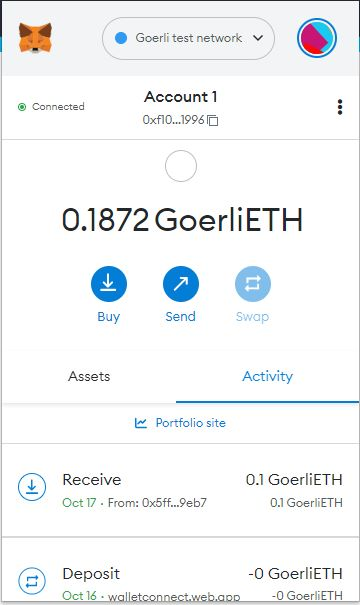 Goerli test network
Connected
Account 1
0xf10...1996
0.1872 GoerliETH
Buy Send Swap
Assets Activity
Portfolio site
Receive 0.1 GoerliETH
Oct 17 · From: 0x5ff...9eb7 0.1 GoerliETH
Deposit -0 GoerliETH
Oct 16 · walletconnect.web.app -0 GoerliETH